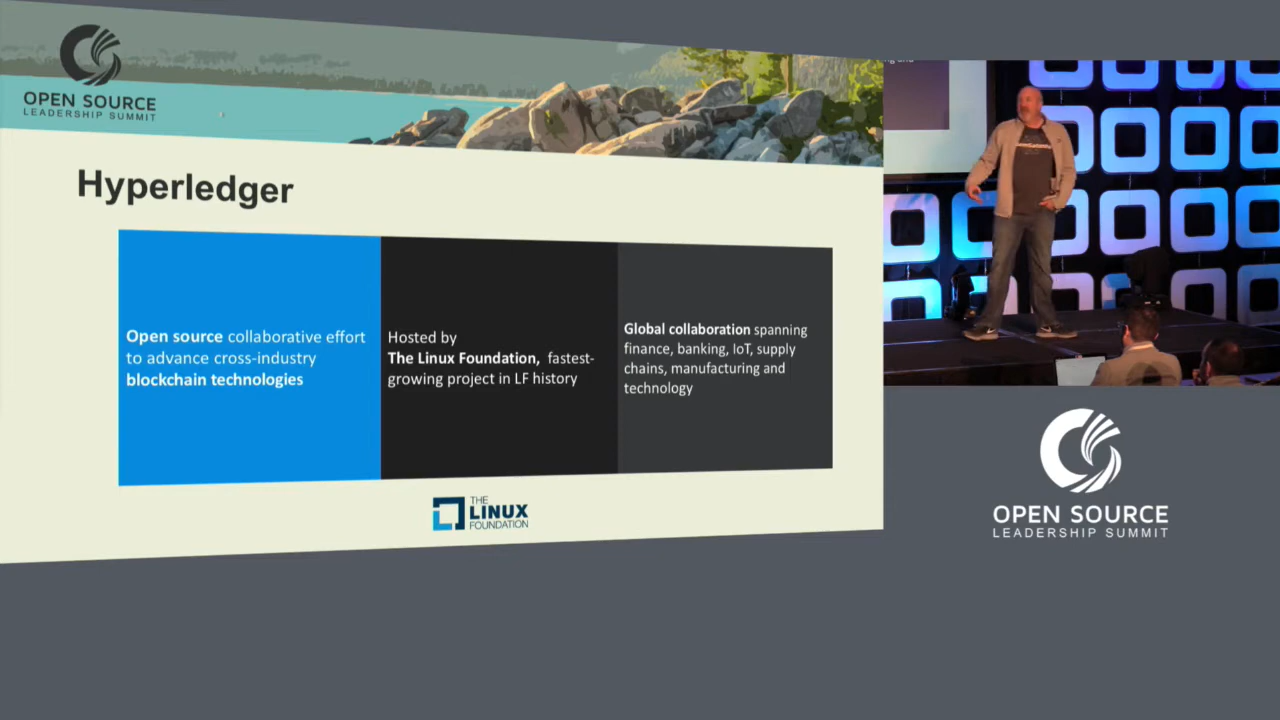 OPEN SOURCE
LEADERSHIP SUMMIT
Hyperledger
Open source collaborative effort
to advance cross-industry
blockchain technologies
Hosted by
The Linux Foundation, fastest-
growing project in LF history
Global collaboration spanning
finance, banking, IoT, supply
chains, manufacturing and
technology
THE
LINUX
FOUNDATION
OPEN SOURCE
LEADERSHIP SUMMIT